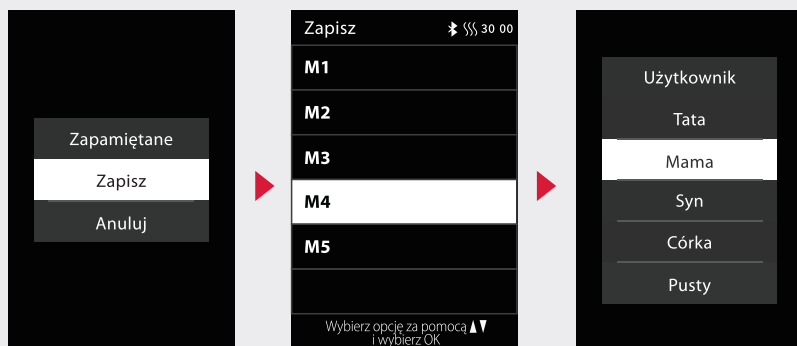 Zapamiętane
Zapisz
Anuluj
Zapisz 30 00
M1
M2
M3
M4
M5
Wybierz opcję za pomocą ▲▼
i wybierz OK
Użytkownik
Tata
Mama
Syn
Córka
Pusty